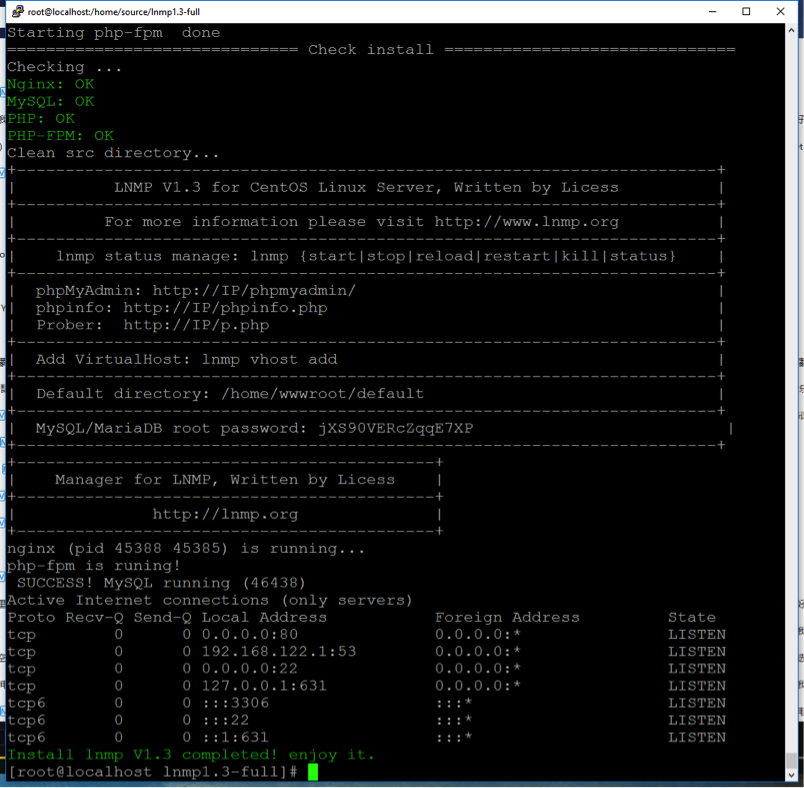 root@localhost:/home/source/lnmp1.3-full
Starting php-fpm  done
============================== Check install ==============================
Checking ...
Nginx: OK
MySQL: OK
PHP: OK
PHP-FPM: OK
Clean src directory...
+------------------------------------------------------------------------+
|          LNMP V1.3 for CentOS Linux Server, Written by Licess          |
+------------------------------------------------------------------------+
|         For more information please visit http://www.lnmp.org          |
+------------------------------------------------------------------------+
|    lnmp status manage: lnmp {start|stop|reload|restart|kill|status}    |
+------------------------------------------------------------------------+
|  phpMyAdmin: http://IP/phpmyadmin/                                     |
|  phpinfo: http://IP/phpinfo.php                                        |
|  Prober:  http://IP/p.php                                              |
+------------------------------------------------------------------------+
|  Add VirtualHost: lnmp vhost add                                       |
+------------------------------------------------------------------------+
|  Default directory: /home/wwwroot/default                              |
+------------------------------------------------------------------------+
|  MySQL/MariaDB root password: jXS90VERcZqqE7XP                          |
+------------------------------------------------------------------------+
+-------------------------------------------+
|    Manager for LNMP, Written by Licess    |
+-------------------------------------------+
|              http://lnmp.org              |
+-------------------------------------------+
nginx (pid 45388 45385) is running...
php-fpm is runing!
 SUCCESS! MySQL running (46438)
Active Internet connections (only servers)
Proto Recv-Q Send-Q Local Address           Foreign Address         State
tcp        0      0 0.0.0.0:80              0.0.0.0:*               LISTEN
tcp        0      0 192.168.122.1:53        0.0.0.0:*               LISTEN
tcp        0      0 0.0.0.0:22              0.0.0.0:*               LISTEN
tcp        0      0 127.0.0.1:631           0.0.0.0:*               LISTEN
tcp6       0      0 :::3306                 :::*                    LISTEN
tcp6       0      0 :::22                   :::*                    LISTEN
tcp6       0      0 ::1:631                 :::*                    LISTEN
Install lnmp V1.3 completed! enjoy it.
[root@localhost lnmp1.3-full]#